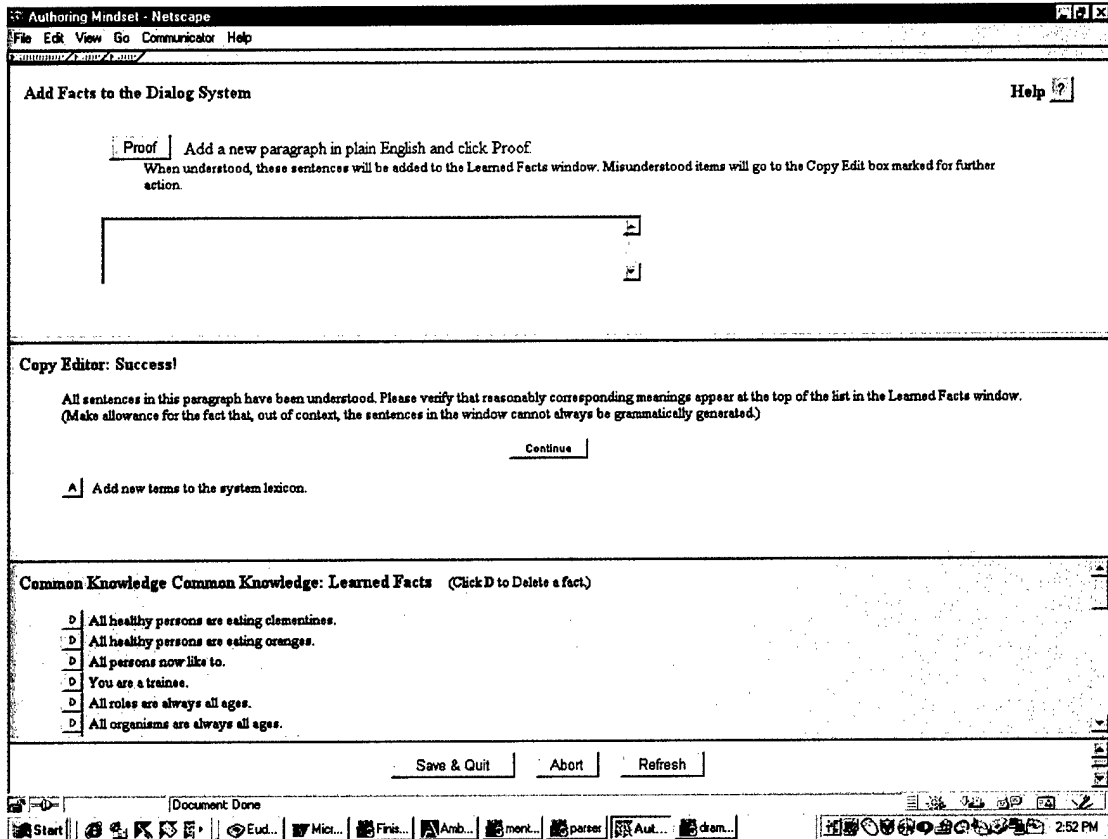 Authoring Mindset - Netscape
File Edit View Go Communicator Help
Add Facts to the Dialog System
Help ?
Proof Add a new paragraph in plain English and click Proof.
When understood, these sentences will be added to the Learned Facts window. Misunderstood items will go to the Copy Edit box marked for further
action.
Copy Editor: Success!
All sentences in this paragraph have been understood. Please verify that reasonably corresponding meanings appear at the top of the list in the Learned Facts window.
(Make allowance for the fact that, out of context, the sentences in the window cannot always be grammatically generated.)
Continue
A Add new terms to the system lexicon.
Common Knowledge Common Knowledge: Learned Facts (Click D to Delete a fact.)
D All healthy persons are eating clementines.
D All healthy persons are eating oranges.
D All persons now like to.
D You are a trainee.
D All roles are always all ages.
D All organisms are always all ages.
Save & Quit Abort Refresh
Document: Done
Start Eud... Micr... Finis... Amb... ment... parser Aut... dram... 2:52 PM